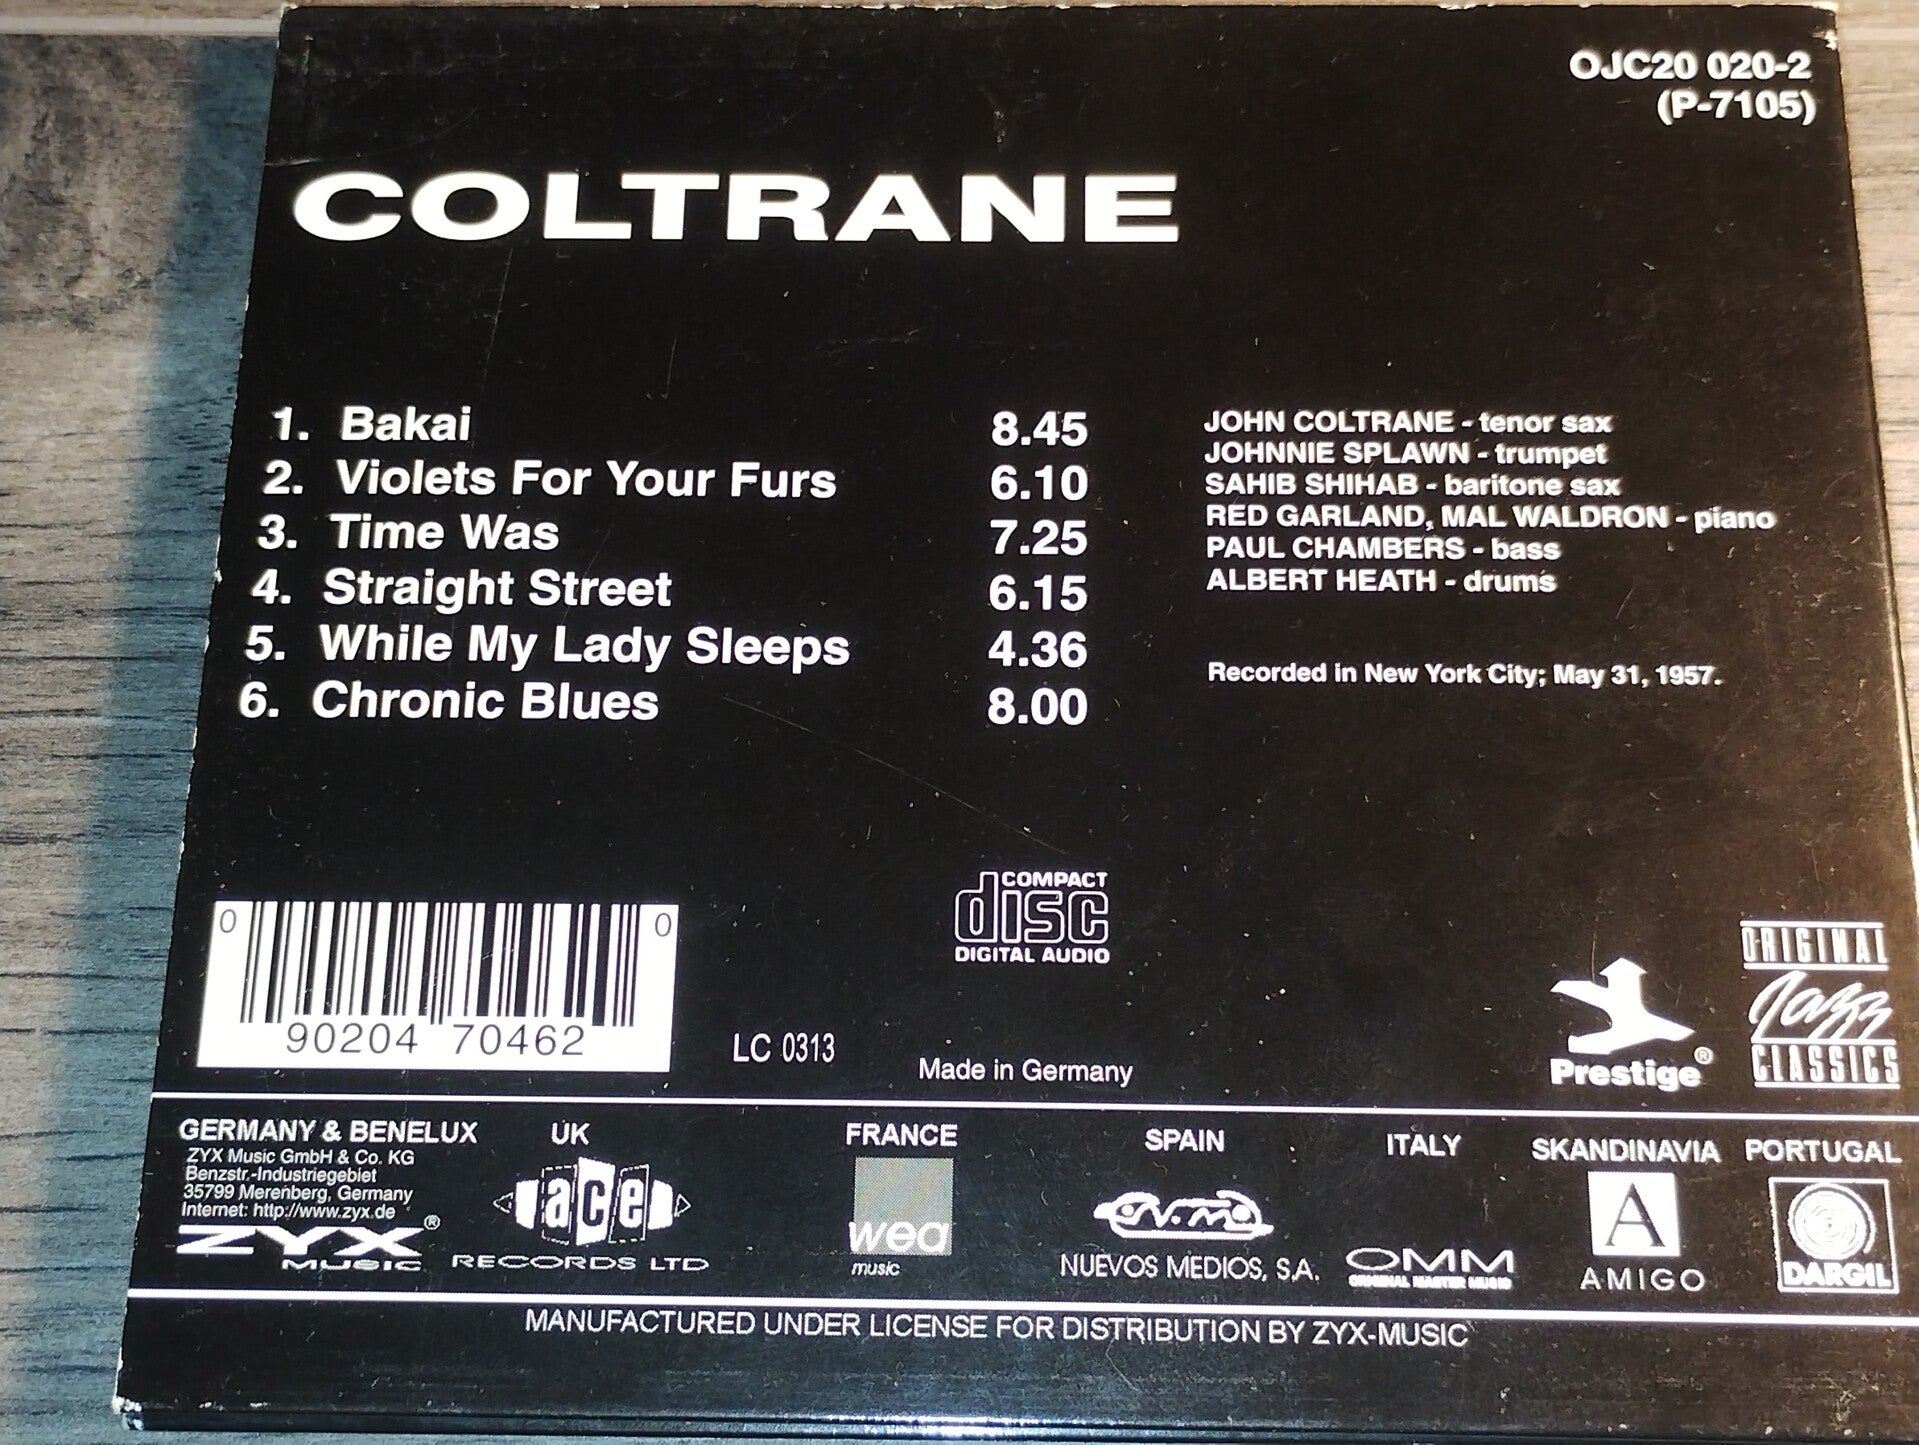 OJC20 020-2
(P-7105)
COLTRANE
1. Bakai 8.45
2. Violets For Your Furs 6.10
3. Time Was 7.25
4. Straight Street 6.15
5. While My Lady Sleeps 4.36
6. Chronic Blues 8.00
JOHN COLTRANE - tenor sax
JOHNNIE SPLAWN - trumpet
SAHIB SHIHAB - baritone sax
RED GARLAND, MAL WALDRON - piano
PAUL CHAMBERS - bass
ALBERT HEATH - drums
Recorded in New York City; May 31, 1957.
0 90204 70462 0
COMPACT
disc
DIGITAL AUDIO
LC 0313
Made in Germany
Prestige ®
ORIGINAL
Jazz
CLASSICS
GERMANY & BENELUX
ZYX Music GmbH & Co. KG
Benzstr.-Industriegebiet
35799 Merenberg, Germany
Internet: http://www.zyx.de
ZYX ®
MUSIC
UK
ace
RECORDS LTD
FRANCE
wea
music
SPAIN
NUEVOS MEDIOS, S.A.
ITALY
OMM
ORIGINAL MASTER MUSIC
SKANDINAVIA
A
AMIGO
PORTUGAL
DARGIL
MANUFACTURED UNDER LICENSE FOR DISTRIBUTION BY ZYX-MUSIC